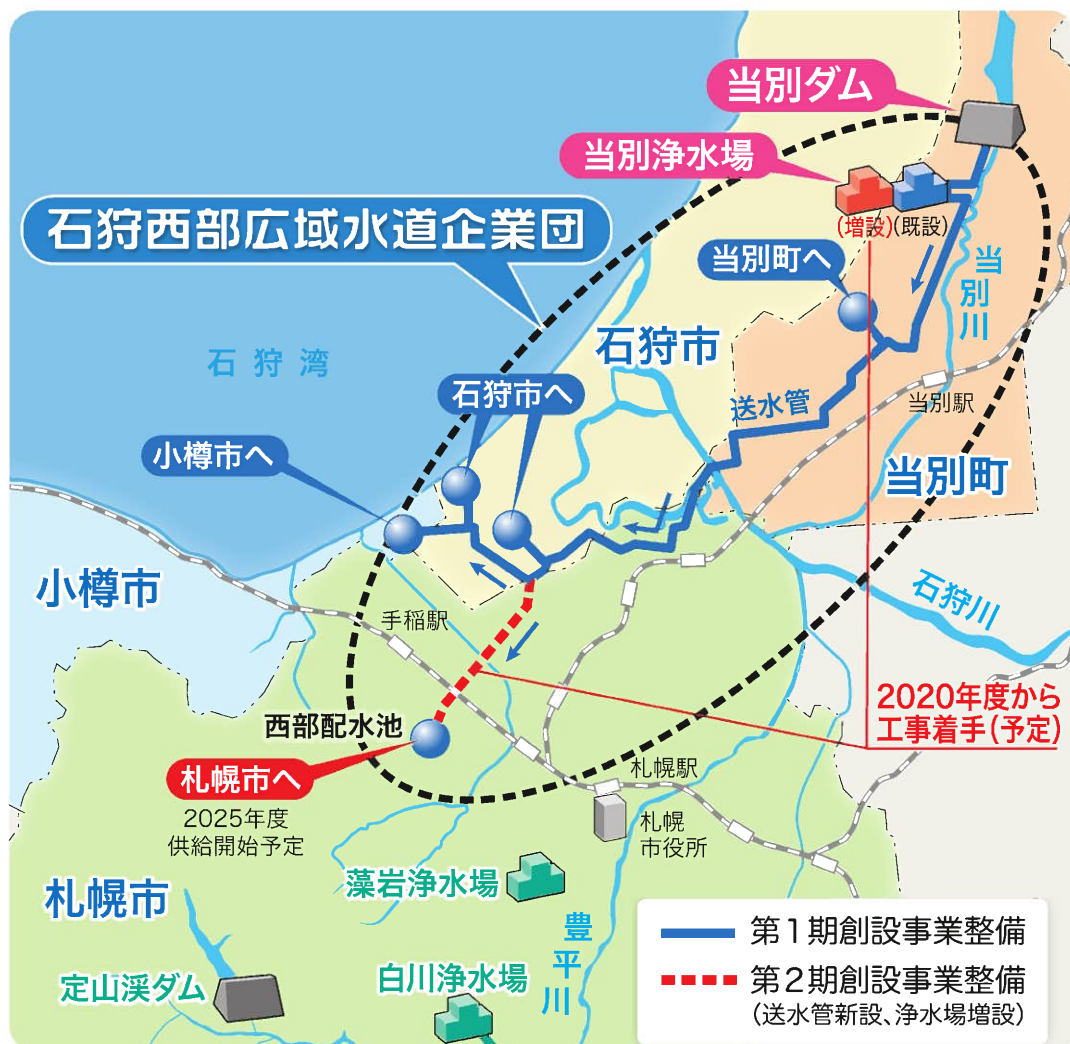 当別ダム
当別浄水場
(増設)(既設)
石狩西部広域水道企業団
当別町へ
当別川
石狩市
石狩湾
石狩市へ
送水管
当別駅
小樽市へ
当別町
小樽市
石狩川
手稲駅
2020年度から
工事着手(予定)
西部配水池
札幌市へ
2025年度
供給開始予定
札幌駅
札幌
市役所
藻岩浄水場
札幌市
豊平川
定山渓ダム
白川浄水場
第1期創設事業整備
第2期創設事業整備
(送水管新設、浄水場増設)